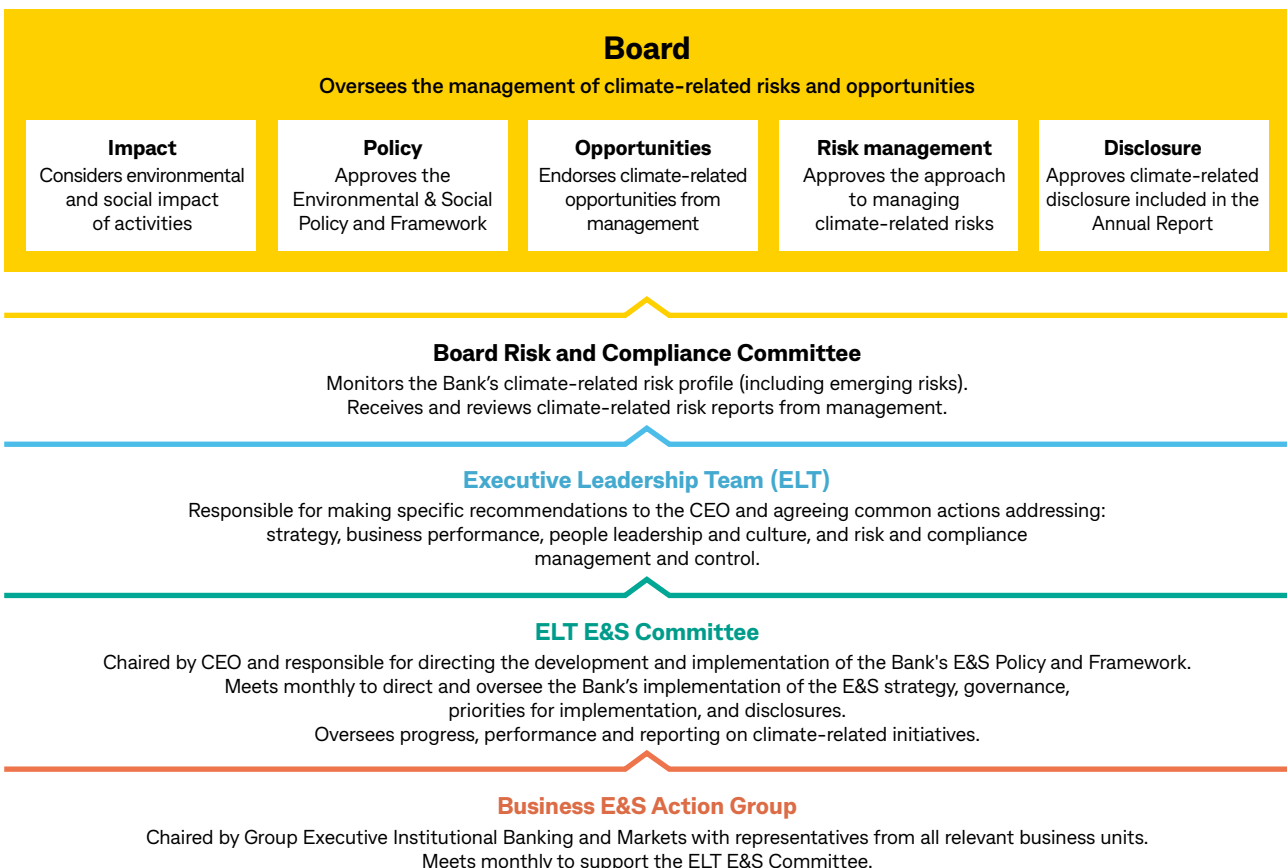 Board
Oversees the management of climate-related risks and opportunities
Impact
Considers environmental
and social impact
of activities
Policy
Approves the
Environmental & Social
Policy and Framework
Opportunities
Endorses climate-related
opportunities from
management
Risk management
Approves the approach
to managing
climate-related risks
Disclosure
Approves climate-related
disclosure included in the
Annual Report
Board Risk and Compliance Committee
Monitors the Bank’s climate-related risk profile (including emerging risks).
Receives and reviews climate-related risk reports from management.
Executive Leadership Team (ELT)
Responsible for making specific recommendations to the CEO and agreeing common actions addressing:
strategy, business performance, people leadership and culture, and risk and compliance
management and control.
ELT E&S Committee
Chaired by CEO and responsible for directing the development and implementation of the Bank's E&S Policy and Framework.
Meets monthly to direct and oversee the Bank’s implementation of the E&S strategy, governance,
priorities for implementation, and disclosures.
Oversees progress, performance and reporting on climate-related initiatives.
Business E&S Action Group
Chaired by Group Executive Institutional Banking and Markets with representatives from all relevant business units.
Meets monthly to support the ELT E&S Committee.